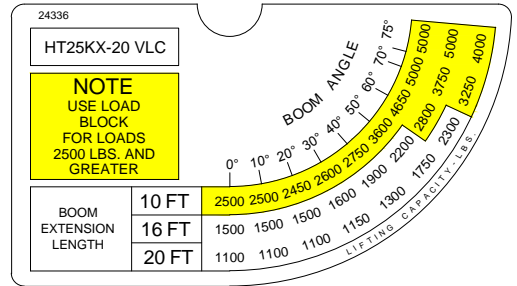 24336
HT25KX-20 VLC
NOTE
USE LOAD
BLOCK
FOR LOADS
2500 LBS. AND
GREATER
BOOM ANGLE
0° 10° 20° 30° 40° 50° 60° 70° 75°
BOOM
EXTENSION
LENGTH
10 FT 2500 2500 2450 2600 2750 3600 4650 5000 5000
16 FT 1500 1500 1500 1600 1900 2200 2800 3750 5000
20 FT 1100 1100 1100 1150 1300 1750 2300 3250 4000
LIFTING CAPACITY-LBS.